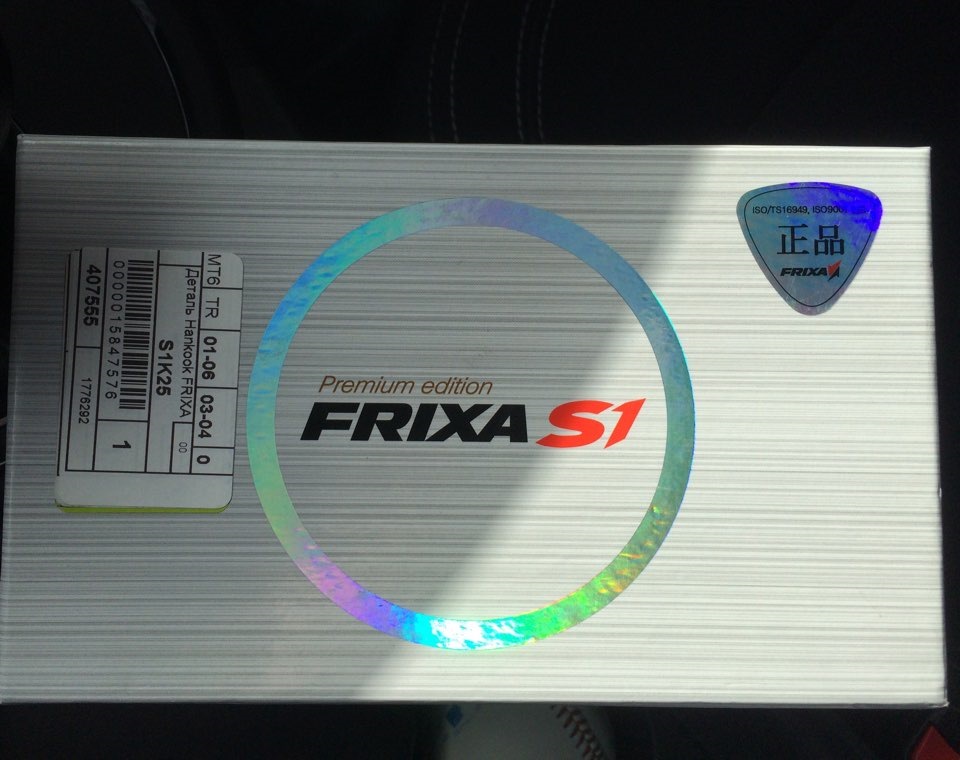 MT6 TR 01-06 03-04 0
Деталь Hankook FRIXA 00
S1K25
0000015847576 1
407555 1776292
Premium edition
FRIXA S1
ISO/TS16949, ISO900
正品
FRIXA